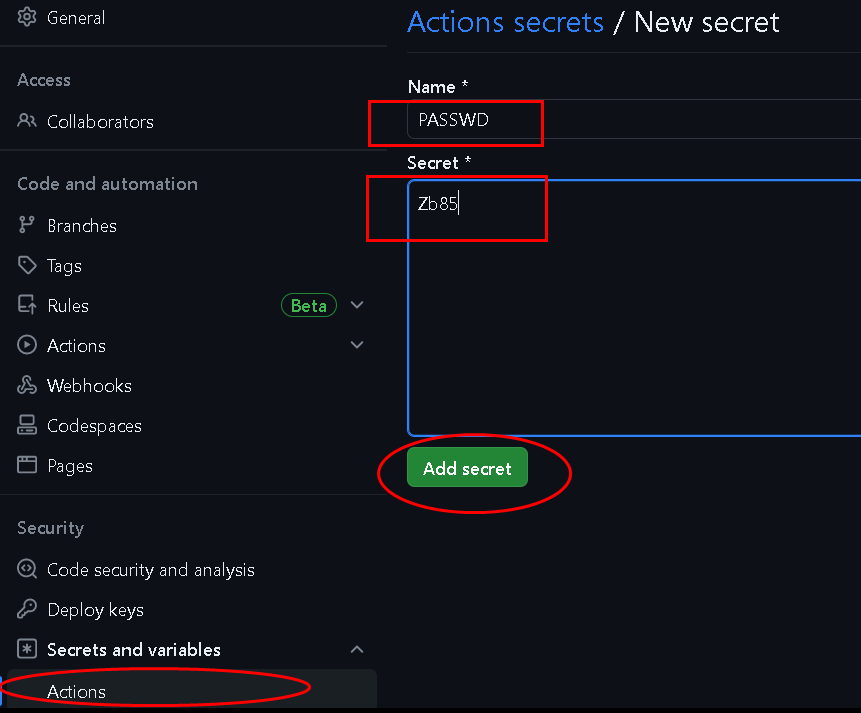 General
Access
Collaborators
Code and automation
Branches
Tags
Rules Beta
Actions
Webhooks
Codespaces
Pages
Security
Code security and analysis
Deploy keys
Secrets and variables
Actions
Actions secrets / New secret
Name *
PASSWD
Secret *
Zb85
Add secret